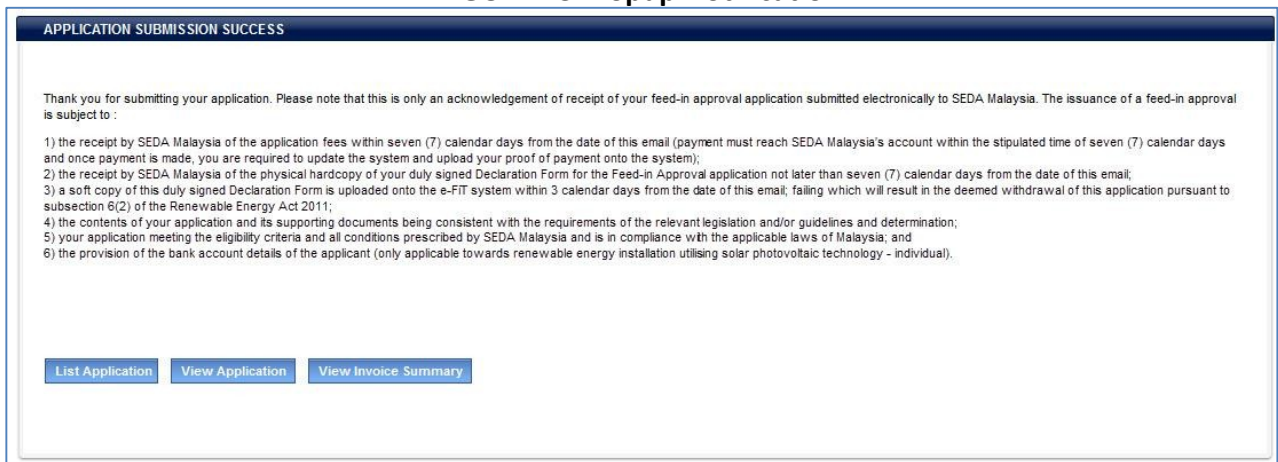 APPLICATION SUBMISSION SUCCESS
Thank you for submitting your application. Please note that this is only an acknowledgement of receipt of your feed-in approval application submitted electronically to SEDA Malaysia. The issuance of a feed-in approval
is subject to :
1) the receipt by SEDA Malaysia of the application fees within seven (7) calendar days from the date of this email (payment must reach SEDA Malaysia's account within the stipulated time of seven (7) calendar days
and once payment is made, you are required to update the system and upload your proof of payment onto the system);
2) the receipt by SEDA Malaysia of the physical hardcopy of your duly signed Declaration Form for the Feed-in Approval application not later than seven (7) calendar days from the date of this email;
3) a soft copy of this duly signed Declaration Form is uploaded onto the e-FiT system within 3 calendar days from the date of this email; failing which will result in the deemed withdrawal of this application pursuant to
subsection 6(2) of the Renewable Energy Act 2011;
4) the contents of your application and its supporting documents being consistent with the requirements of the relevant legislation and/or guidelines and determination;
5) your application meeting the eligibility criteria and all conditions prescribed by SEDA Malaysia and is in compliance with the applicable laws of Malaysia; and
6) the provision of the bank account details of the applicant (only applicable towards renewable energy installation utilising solar photovoltaic technology - individual).
List Application View Application View Invoice Summary